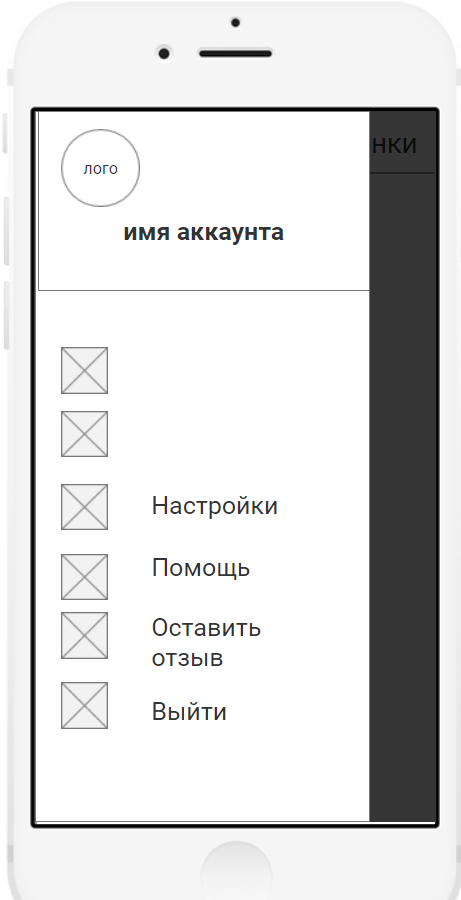 нки
лого
имя аккаунта
Настройки
Помощь
Оставить
отзыв
Выйти